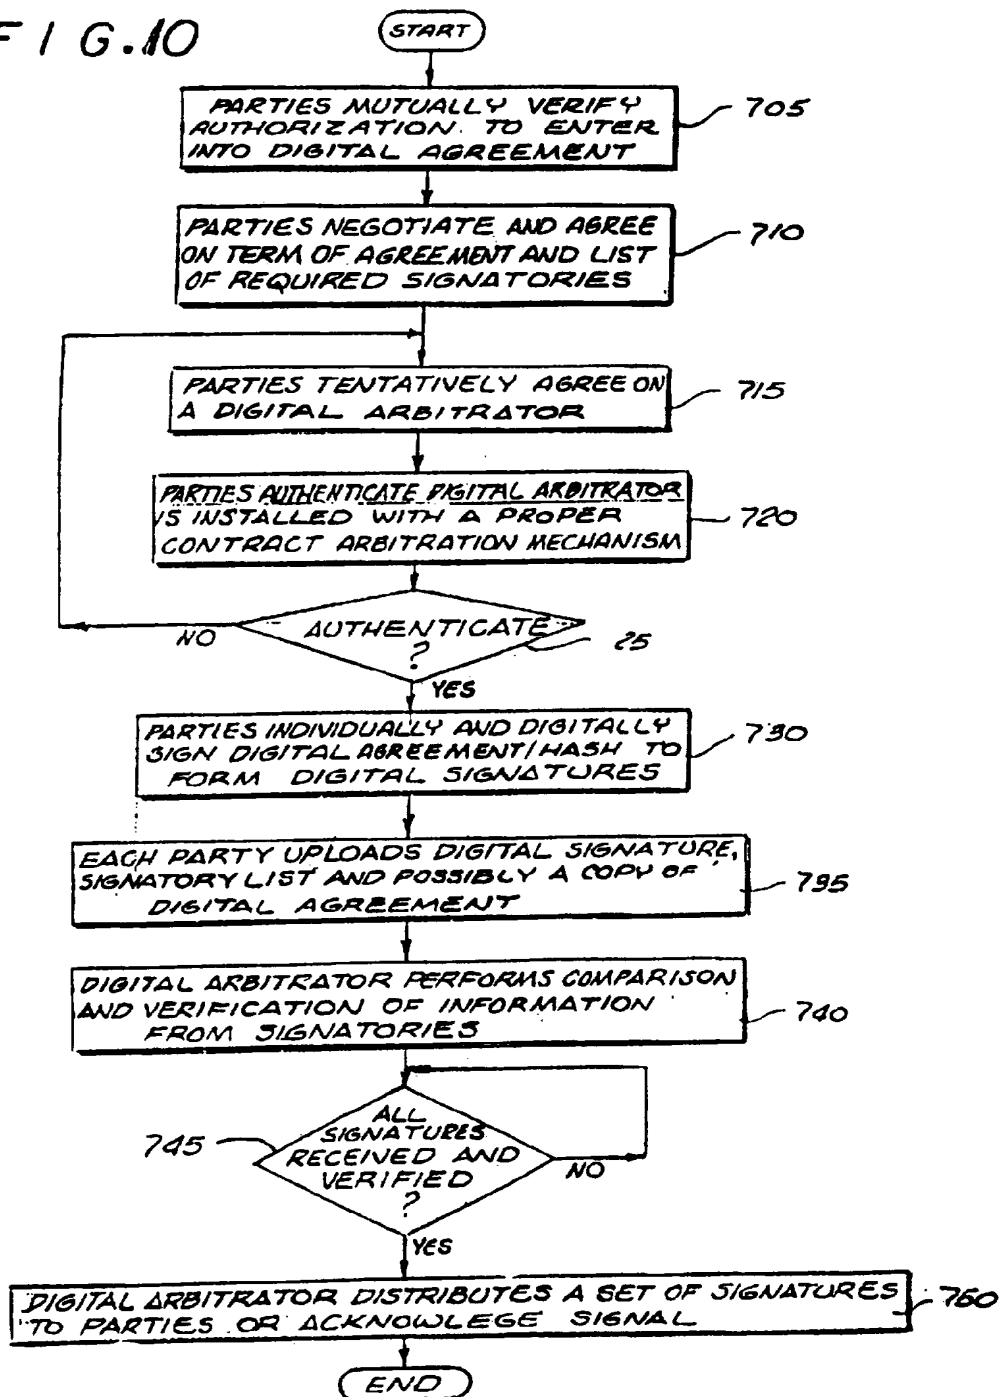 FIG.10
START
PARTIES MUTUALLY VERIFY
AUTHORIZATION. TO ENTER
INTO DIGITAL AGREEMENT
705
PARTIES NEGOTIATE AND AGREE
ON TERM OF AGREEMENT AND LIST
OF REQUIRED SIGNATORIES
710
PARTIES TENTATIVELY AGREE ON
A DIGITAL ARBITRATOR
715
PARTIES AUTHENTICATE DIGITAL ARBITRATOR
IS INSTALLED WITH A PROPER
CONTRACT ARBITRATION MECHANISM
720
AUTHENTICATE
?
25
NO
YES
PARTIES INDIVIDUALLY AND DIGITALLY
SIGN DIGITAL AGREEMENT/HASH TO
FORM DIGITAL SIGNATURES
730
EACH PARTY UPLOADS DIGITAL SIGNATURE,
SIGNATORY LIST AND POSSIBLY A COPY OF
DIGITAL AGREEMENT
735
DIGITAL ARBITRATOR PERFORMS COMPARISON
AND VERIFICATION OF INFORMATION
FROM SIGNATORIES
740
ALL
SIGNATURES
RECEIVED AND
VERIFIED
?
745
NO
YES
DIGITAL ARBITRATOR DISTRIBUTES A SET OF SIGNATURES
TO PARTIES OR ACKNOWLEGE SIGNAL
750
END